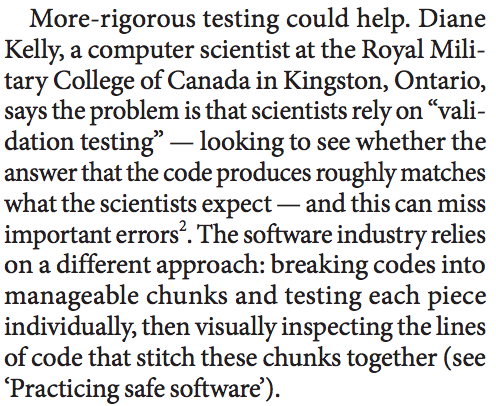 More-rigorous testing could help. Diane
Kelly, a computer scientist at the Royal Mili-
tary College of Canada in Kingston, Ontario,
says the problem is that scientists rely on “vali-
dation testing” — looking to see whether the
answer that the code produces roughly matches
what the scientists expect — and this can miss
important errors². The software industry relies
on a different approach: breaking codes into
manageable chunks and testing each piece
individually, then visually inspecting the lines
of code that stitch these chunks together (see
‘Practicing safe software’).